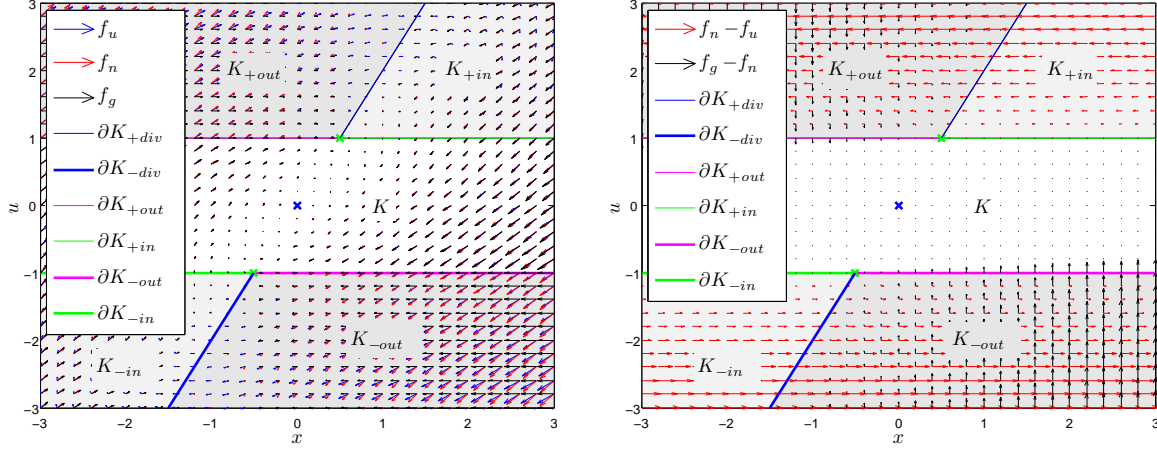 3
2
1
0
−1
−2
−3
u
−3
−2
−1
0
1
2
3
x
f_u
f_n
f_g
∂K_{+div}
∂K_{−div}
∂K_{+out}
∂K_{+in}
∂K_{−out}
∂K_{−in}
K_{+out}
K_{+in}
K
K_{−out}
K_{−in}
3
2
1
0
−1
−2
−3
u
−3
−2
−1
0
1
2
3
x
f_n − f_u
f_g − f_n
∂K_{+div}
∂K_{−div}
∂K_{+out}
∂K_{+in}
∂K_{−out}
∂K_{−in}
K_{+out}
K_{+in}
K
K_{−out}
K_{−in}